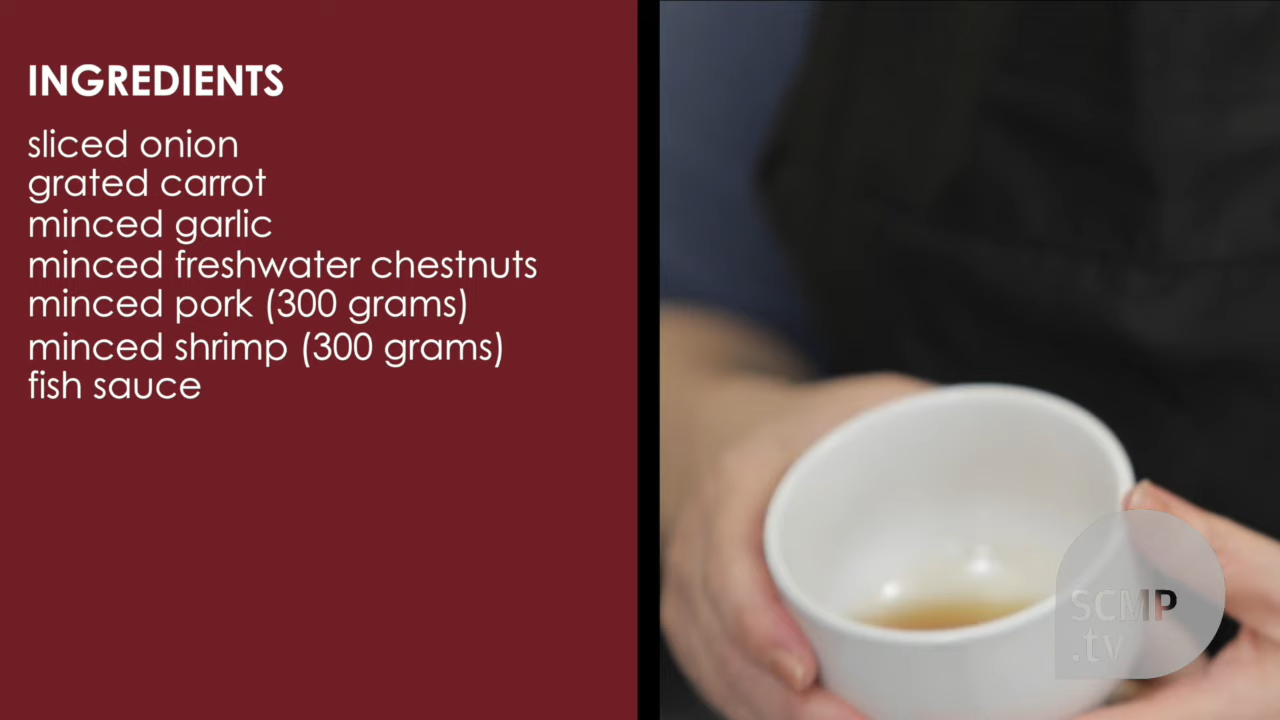 INGREDIENTS
sliced onion
grated carrot
minced garlic
minced freshwater chestnuts
minced pork (300 grams)
minced shrimp (300 grams)
fish sauce
SCMP
.tv